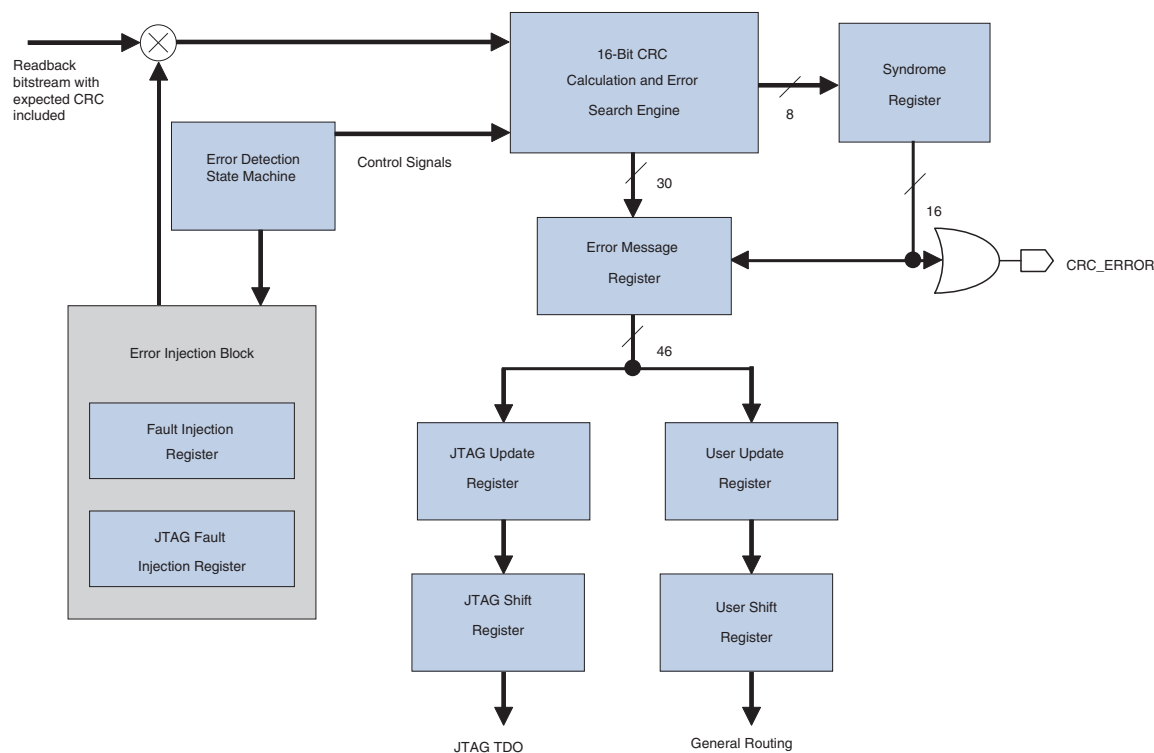 Readback
bitstream with
expected CRC
included
16-Bit CRC
Calculation and Error
Search Engine
8
Syndrome
Register
Error Detection
State Machine
Control Signals
30
16
Error Message
Register
CRC_ERROR
46
Error Injection Block
Fault Injection
Register
JTAG Fault
Injection Register
JTAG Update
Register
User Update
Register
JTAG Shift
Register
User Shift
Register
JTAG TDO
General Routing